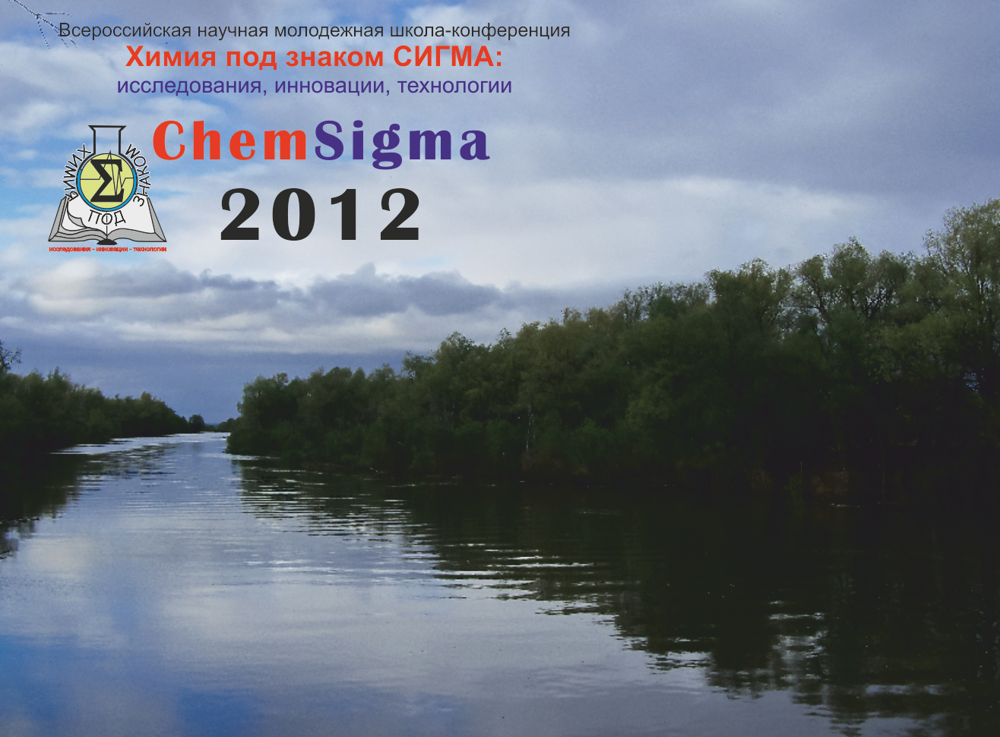 Всероссийская научная молодежная школа-конференция
Химия под знаком СИГМА:
исследования, инновации, технологии
ChemSigma
2012
ХИМИЯ
ПОД
ЗНАКОМ
Σ
исследования - инновации - технологии